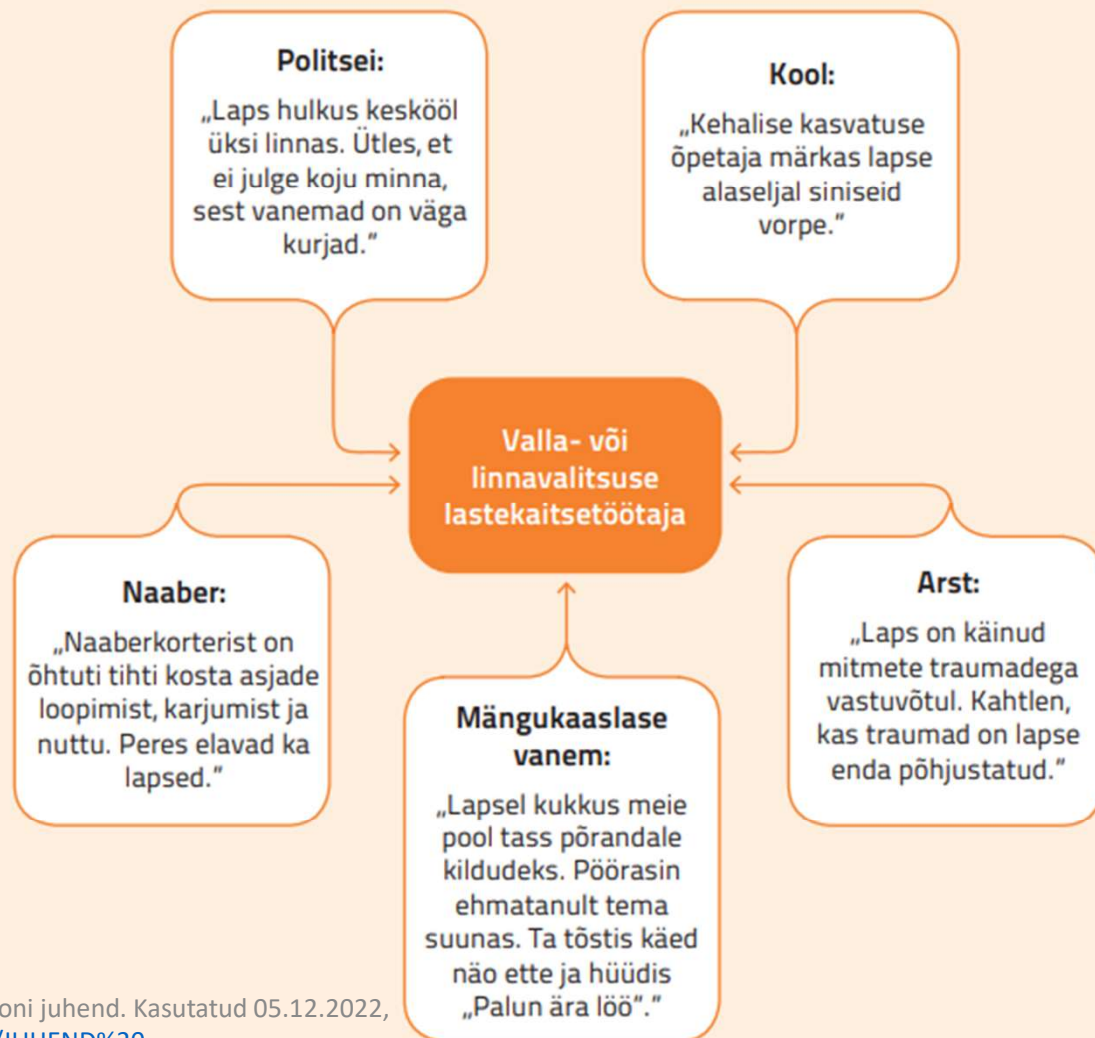 Politsei:
„Laps hulkus keskööl
üksi linnas. Ütles, et
ei julge koju minna,
sest vanemad on väga
kurjad.”
Kool:
„Kehalise kasvatuse
õpetaja märkas lapse
alaseljal siniseid
vorpe.”
Valla- või
linnavalitsuse
lastekaitsetöötaja
Naaber:
„Naaberkorterist on
õhtuti tihti kosta asjade
loopimist, karjumist ja
nuttu. Peres elavad ka
lapsed.”
Mängukaaslase
vanem:
„Lapsel kukkus meie
pool tass põrandale
kildudeks. Pöörasin
ehmatanult tema
suunas. Ta tõstis käed
näo ette ja hüüdis
„Palun ära löö”.”
Arst:
„Laps on käinud
mitmete traumadega
vastuvõtul. Kahtlen,
kas traumad on lapse
enda põhjustatud.”
oni juhend. Kasutatud 05.12.2022,